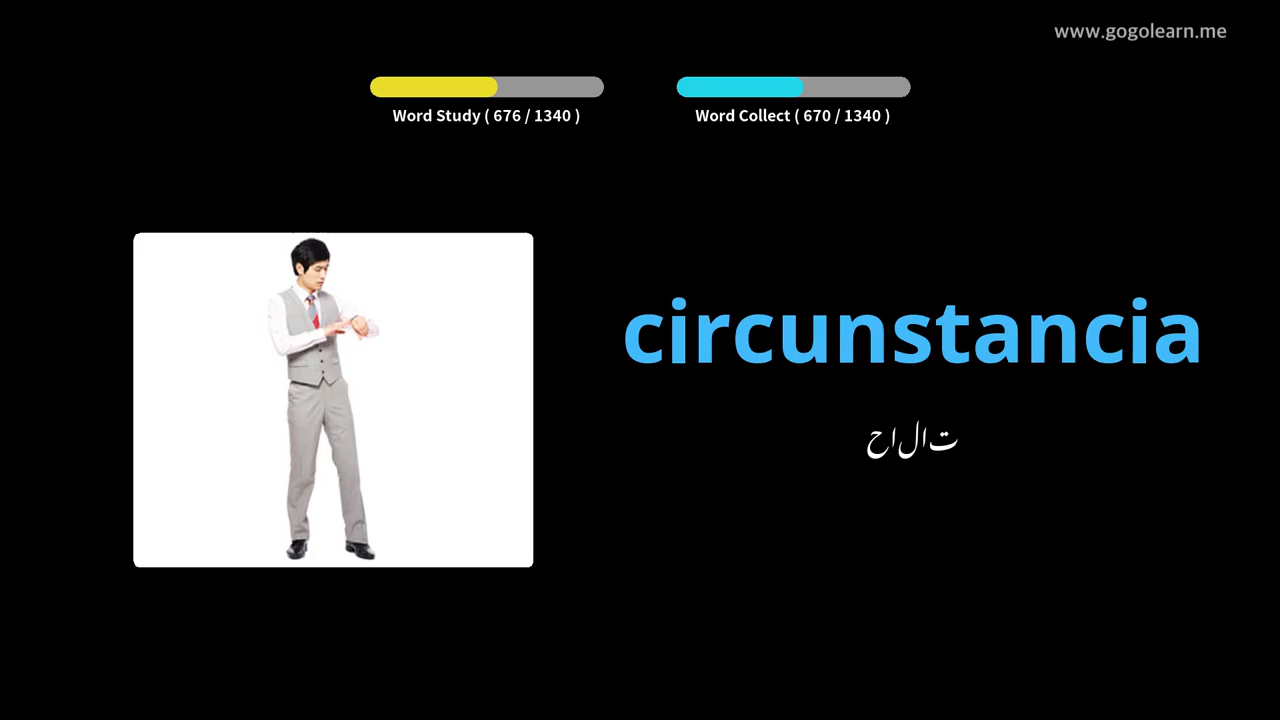 www.gogolearn.me
Word Study ( 676 / 1340 )
Word Collect ( 670 / 1340 )
circunstancia
حالات